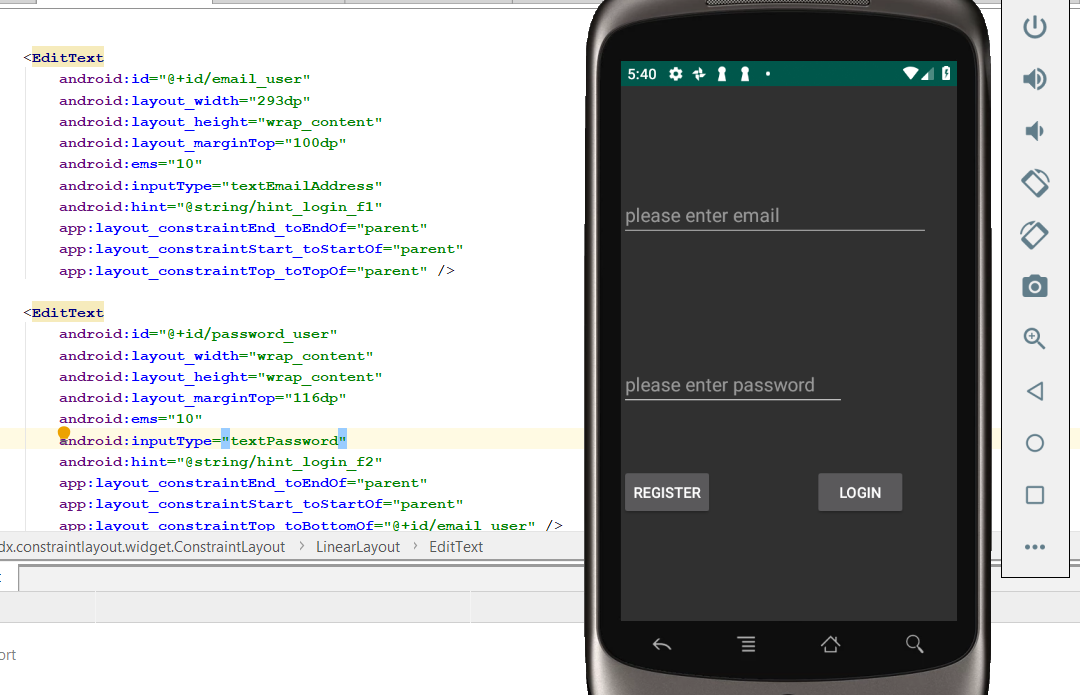 <EditText
android:id="@+id/email_user"
android:layout_width="293dp"
android:layout_height="wrap_content"
android:layout_marginTop="100dp"
android:ems="10"
android:inputType="textEmailAddress"
android:hint="@string/hint_login_f1"
app:layout_constraintEnd_toEndOf="parent"
app:layout_constraintStart_toStartOf="parent"
app:layout_constraintTop_toTopOf="parent" />
<EditText
android:id="@+id/password_user"
android:layout_width="wrap_content"
android:layout_height="wrap_content"
android:layout_marginTop="116dp"
android:ems="10"
android:inputType="textPassword"
android:hint="@string/hint_login_f2"
app:layout_constraintEnd_toEndOf="parent"
app:layout_constraintStart_toStartOf="parent"
app:layout_constraintTop_toBottomOf="@+id/email_user" />
dx.constraintlayout.widget.ConstraintLayout > LinearLayout > EditText
ort
5:40
please enter email
please enter password
REGISTER LOGIN